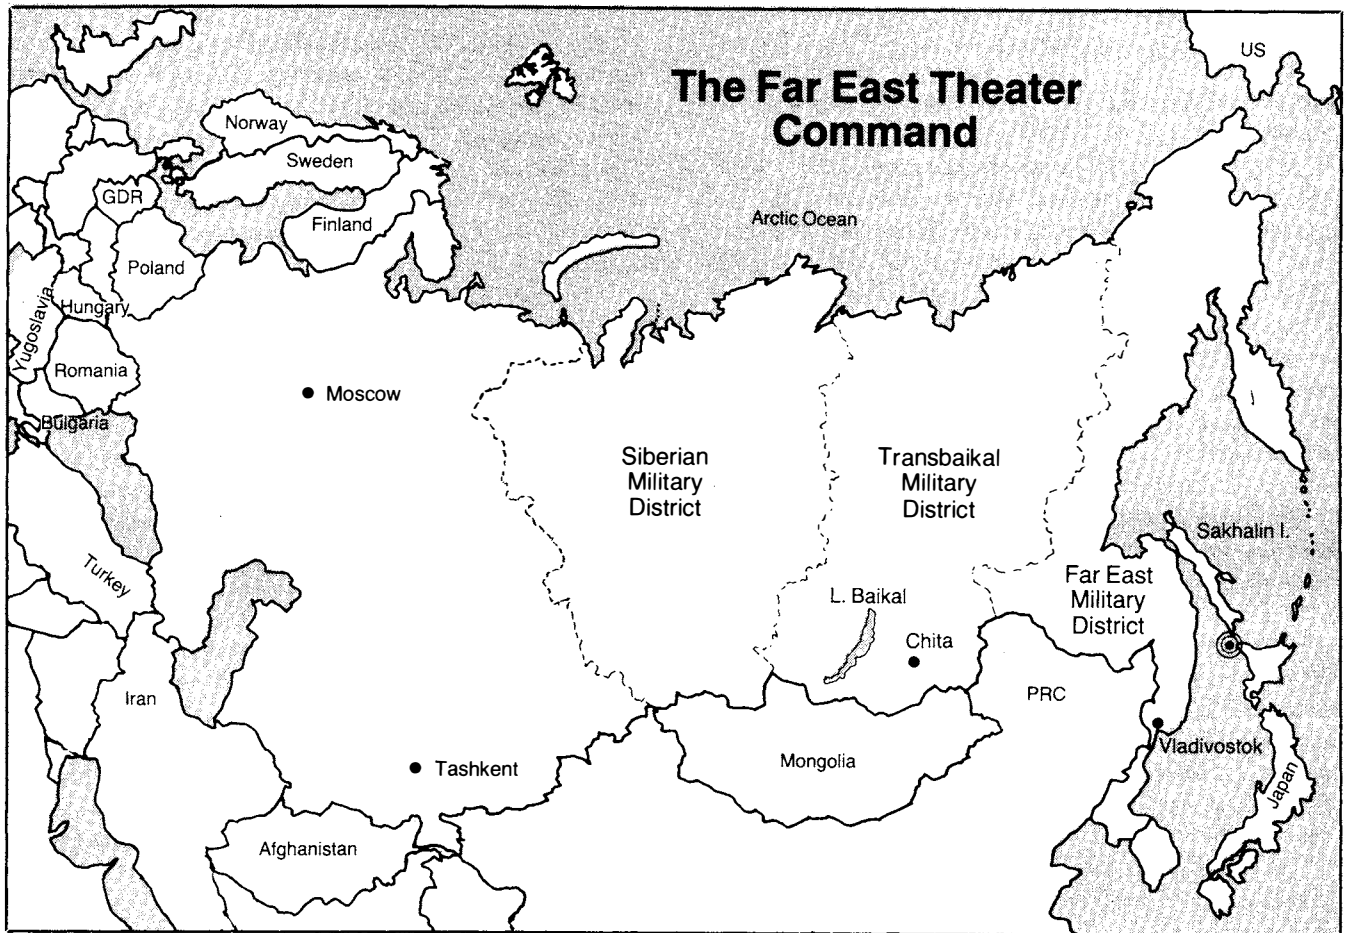 The Far East Theater
Command
US
Norway
Sweden
GDR
Finland
Arctic Ocean
Poland
Hungary
Yugoslavia
Romania
Moscow
Bulgaria
Siberian
Military
District
Transbaikal
Military
District
Sakhalin I.
Turkey
Far East
Military
District
L. Baikal
Chita
Iran
PRC
Vladivostok
Mongolia
Tashkent
Japan
Afghanistan